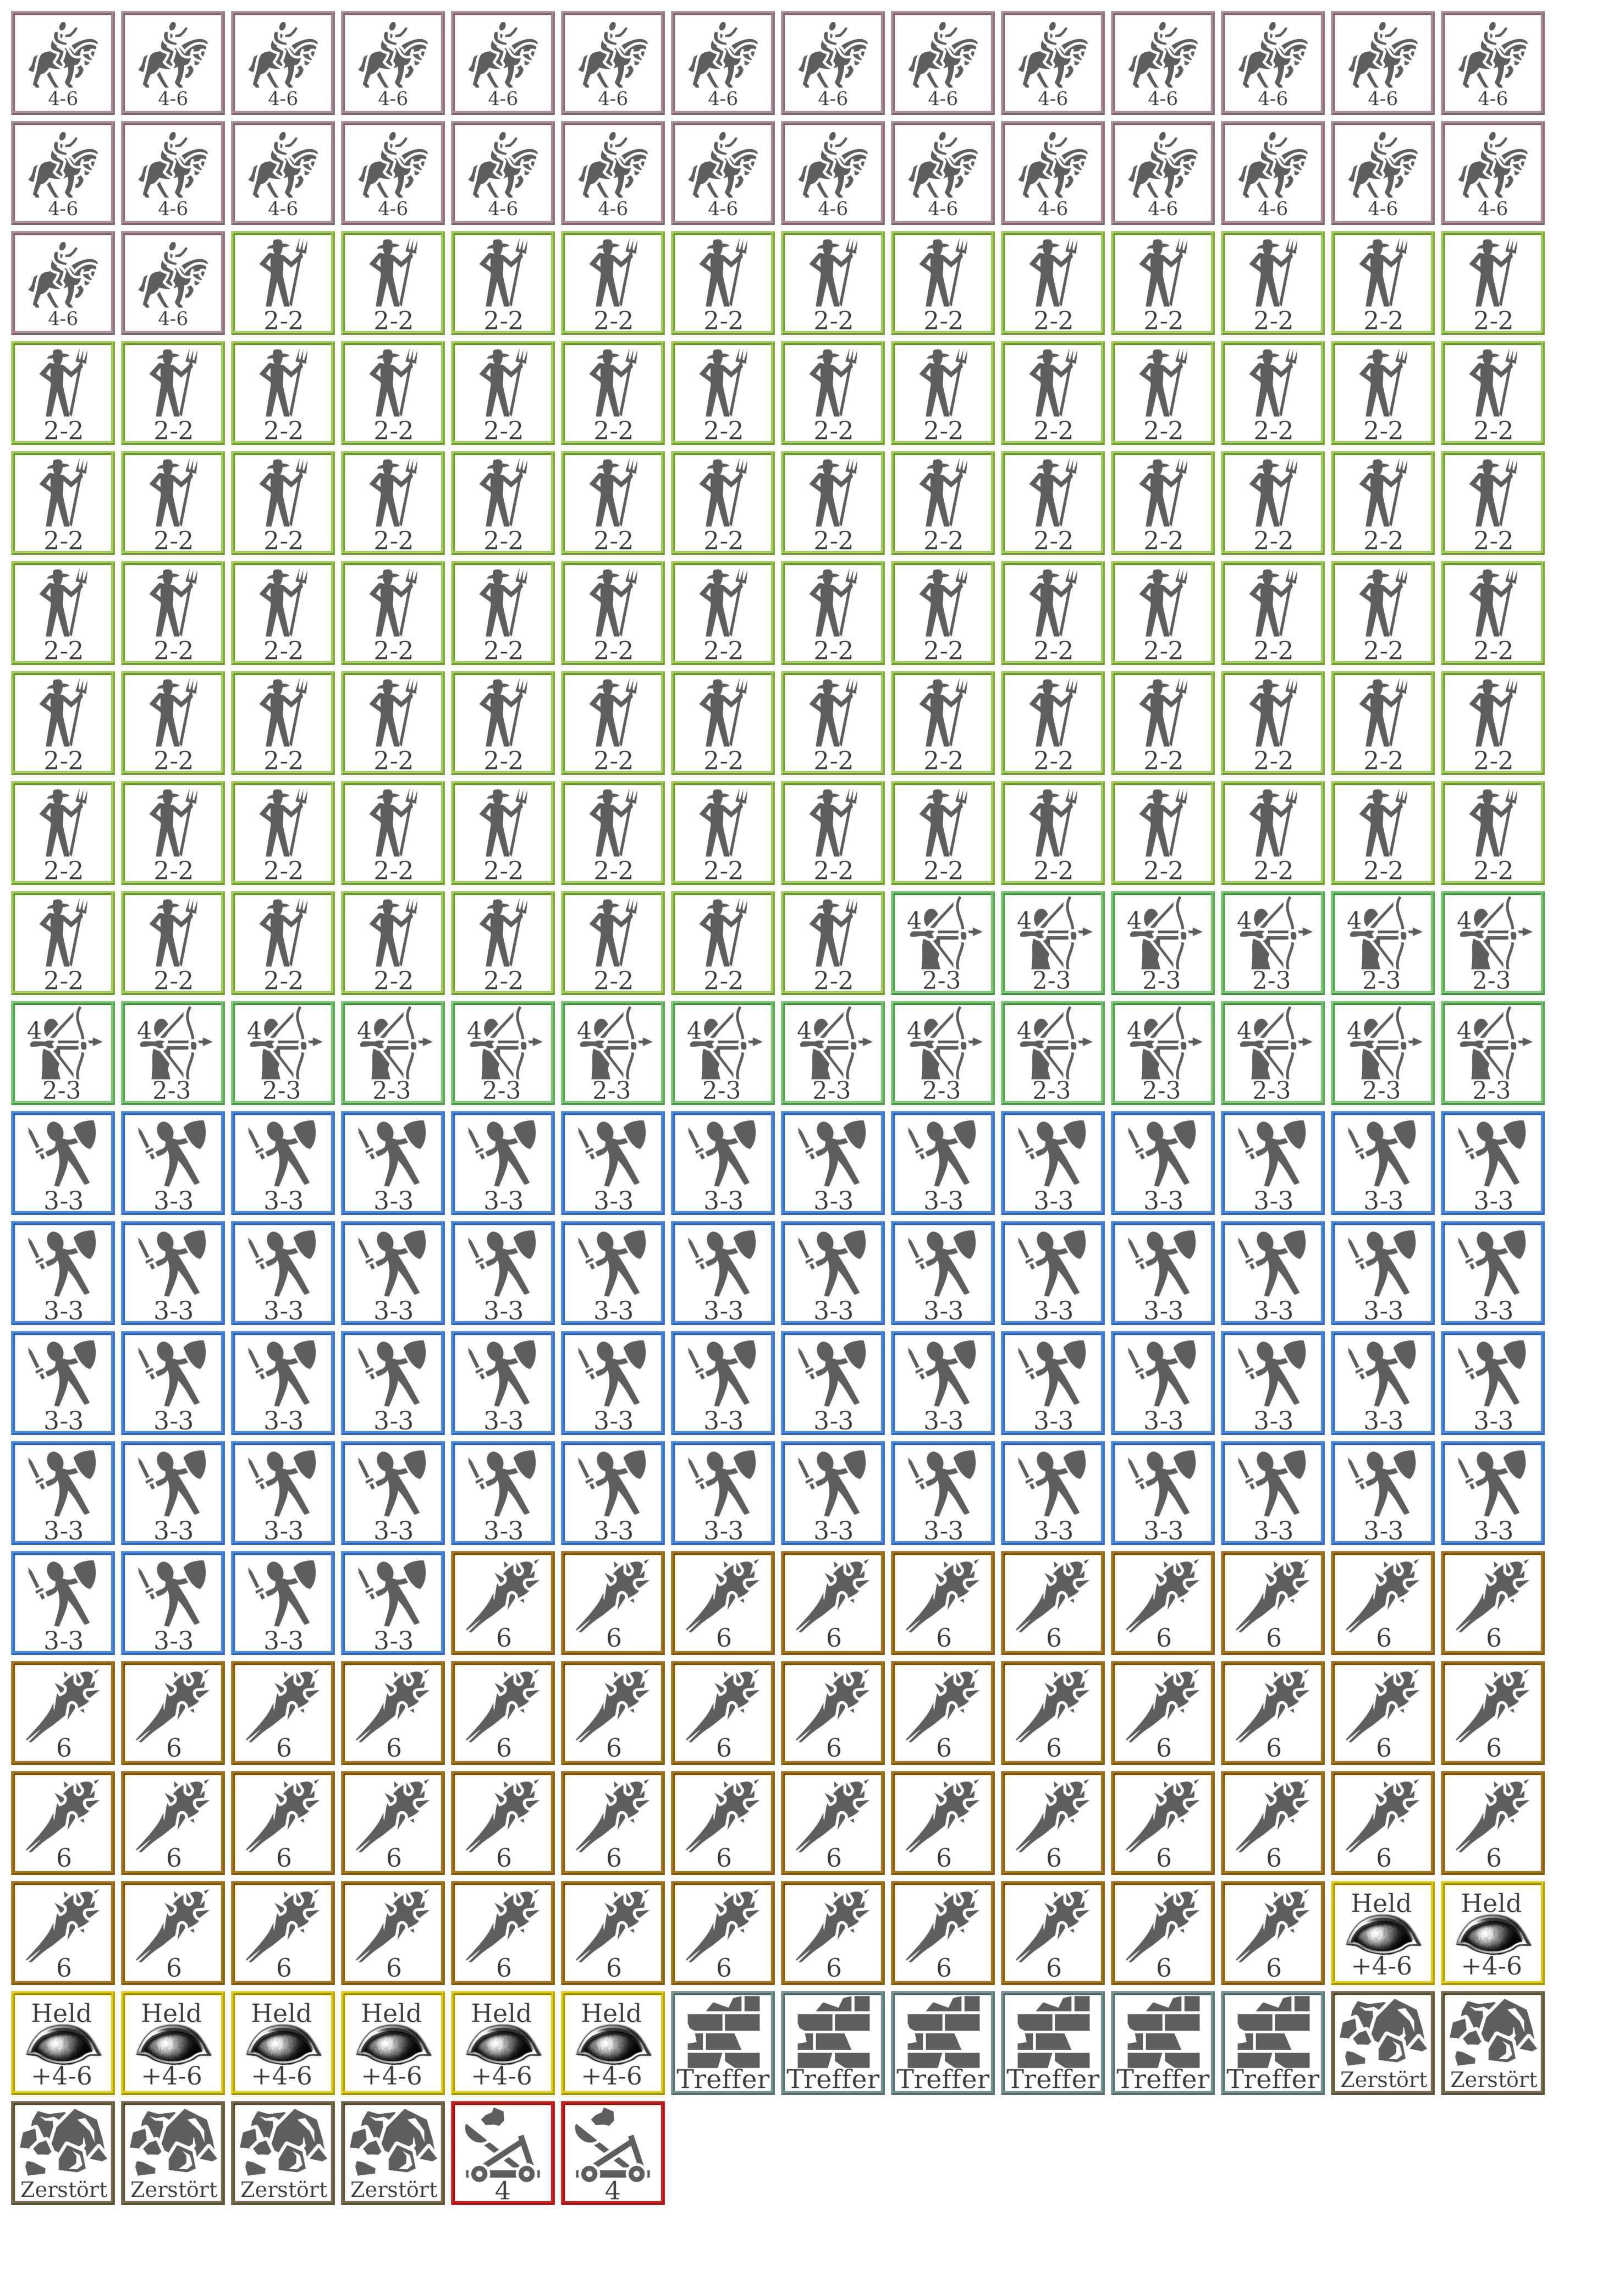 4-6 4-6 4-6 4-6 4-6 4-6 4-6 4-6 4-6 4-6 4-6 4-6 4-6 4-6
4-6 4-6 4-6 4-6 4-6 4-6 4-6 4-6 4-6 4-6 4-6 4-6 4-6 4-6
4-6 4-6 2-2 2-2 2-2 2-2 2-2 2-2 2-2 2-2 2-2 2-2 2-2 2-2
2-2 2-2 2-2 2-2 2-2 2-2 2-2 2-2 2-2 2-2 2-2 2-2 2-2 2-2
2-2 2-2 2-2 2-2 2-2 2-2 2-2 2-2 2-2 2-2 2-2 2-2 2-2 2-2
2-2 2-2 2-2 2-2 2-2 2-2 2-2 2-2 2-2 2-2 2-2 2-2 2-2 2-2
2-2 2-2 2-2 2-2 2-2 2-2 2-2 2-2 2-2 2-2 2-2 2-2 2-2 2-2
2-2 2-2 2-2 2-2 2-2 2-2 2-2 2-2 2-2 2-2 2-2 2-2 2-2 2-2
4 4 4 4 4 4
2-2 2-2 2-2 2-2 2-2 2-2 2-2 2-2 2-3 2-3 2-3 2-3 2-3 2-3
4 4 4 4 4 4 4 4 4 4 4 4 4 4
2-3 2-3 2-3 2-3 2-3 2-3 2-3 2-3 2-3 2-3 2-3 2-3 2-3 2-3
3-3 3-3 3-3 3-3 3-3 3-3 3-3 3-3 3-3 3-3 3-3 3-3 3-3 3-3
3-3 3-3 3-3 3-3 3-3 3-3 3-3 3-3 3-3 3-3 3-3 3-3 3-3 3-3
3-3 3-3 3-3 3-3 3-3 3-3 3-3 3-3 3-3 3-3 3-3 3-3 3-3 3-3
3-3 3-3 3-3 3-3 3-3 3-3 3-3 3-3 3-3 3-3 3-3 3-3 3-3 3-3
3-3 3-3 3-3 3-3 6 6 6 6 6 6 6 6 6 6
6 6 6 6 6 6 6 6 6 6 6 6 6 6
6 6 6 6 6 6 6 6 6 6 6 6 6 6
Held Held
6 6 6 6 6 6 6 6 6 6 6 6 +4-6 +4-6
Held Held Held Held Held Held
+4-6 +4-6 +4-6 +4-6 +4-6 +4-6 Treffer Treffer Treffer Treffer Treffer Treffer Zerstört Zerstört
Zerstört Zerstört Zerstört Zerstört 4 4